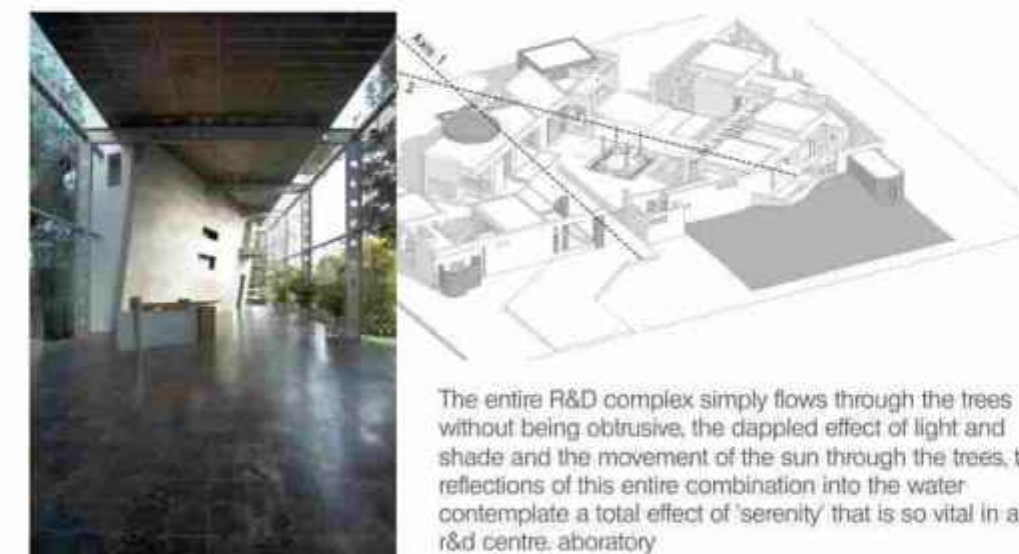 Axis 1
2
The entire R&D complex simply flows through the trees
without being obtrusive, the dappled effect of light and
shade and the movement of the sun through the trees, t
reflections of this entire combination into the water
contemplate a total effect of 'serenity' that is so vital in a
r&d centre. aboratory